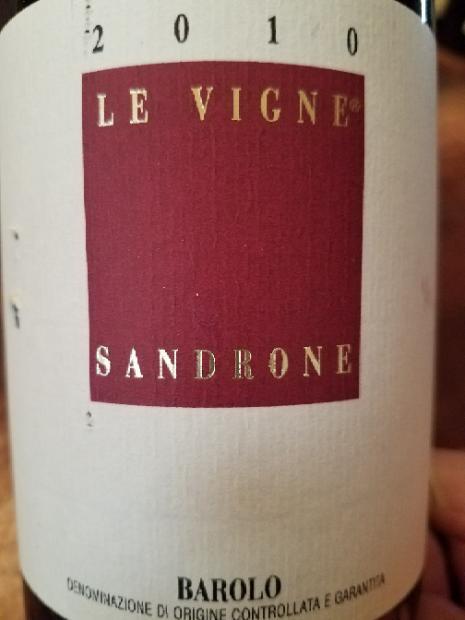 2010
LE VIGNE®
SANDRONE
BAROLO
DENOMINAZIONE DI ORIGINE CONTROLLATA E GARANTITA